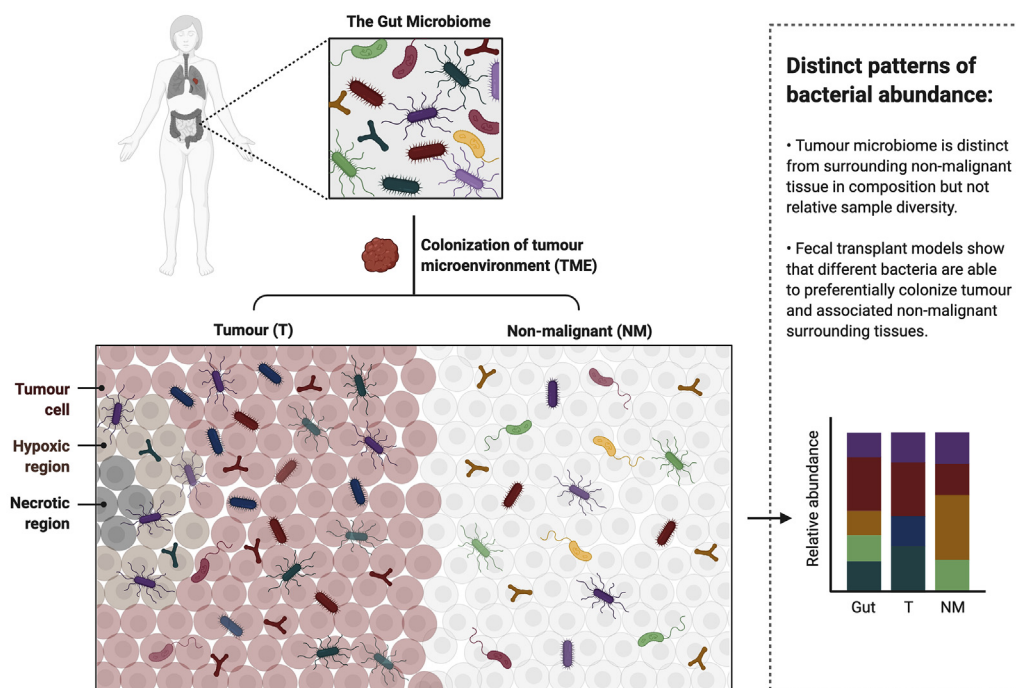 The Gut Microbiome
Colonization of tumour
microenvironment (TME)
Tumour (T)
Non-malignant (NM)
Tumour
cell
Hypoxic
region
Necrotic
region
Distinct patterns of
bacterial abundance:
• Tumour microbiome is distinct
from surrounding non-malignant
tissue in composition but not
relative sample diversity.
• Fecal transplant models show
that different bacteria are able
to preferentially colonize tumour
and associated non-malignant
surrounding tissues.
Relative abundance
Gut
T
NM